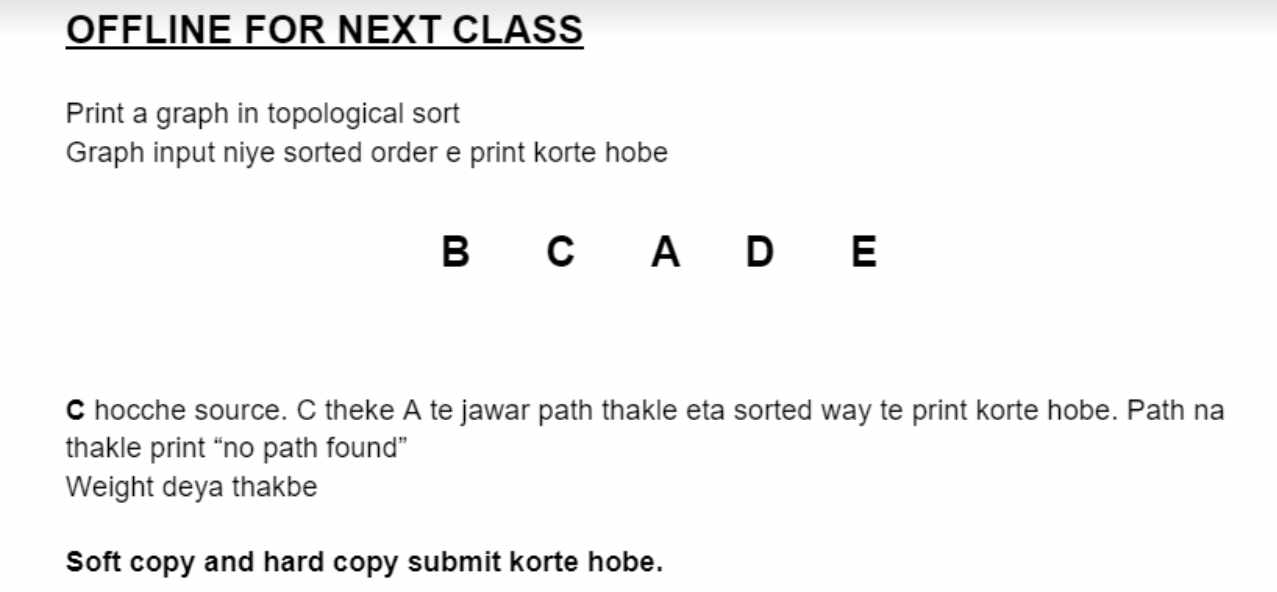 OFFLINE FOR NEXT CLASS
Print a graph in topological sort
Graph input niye sorted order e print korte hobe
B C A D E
C hocche source. C theke A te jawar path thakle eta sorted way te print korte hobe. Path na
thakle print “no path found”
Weight deya thakbe
Soft copy and hard copy submit korte hobe.